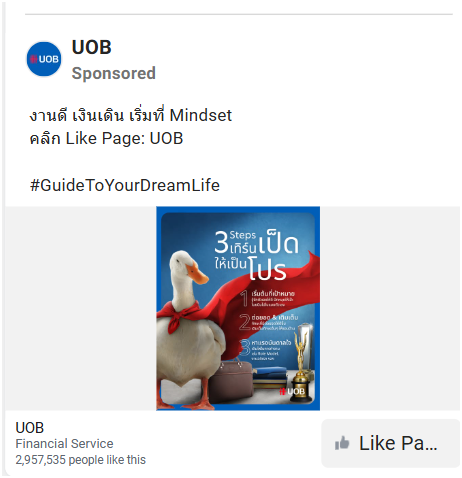 UOB
UOB
Sponsored
งานดี เงินเดิน เริ่มที่ Mindset
คลิก Like Page: UOB
#GuideToYourDreamLife
3 Steps
เทิร์นเป็ด
ให้เป็นโปร
1 เริ่มต้นที่เป้าหมาย
2 ต่อยอด & เติมเต็ม
3 หาแรงบันดาลใจ
UOB
UOB
Financial Service
2,957,535 people like this
Like Pa...